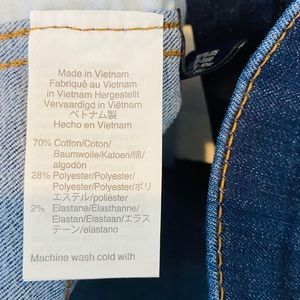 Made in Vietnam
Fabriqué au Vietnam
in Vietnam Hergestellt
Vervaardigd in Viëtnam
ベトナム製
Hecho en Vietnam
70% Cotton/Coton/
Baumwolle/Katoen/綿/
algodón
28% Polyester/Polyester/
Polyester/Polyester/ポリ
エステル/poliéster
2% Elastane/Élasthanne/
Elastan/Elastaan/エラス
テーン/elastano
Machine wash cold with